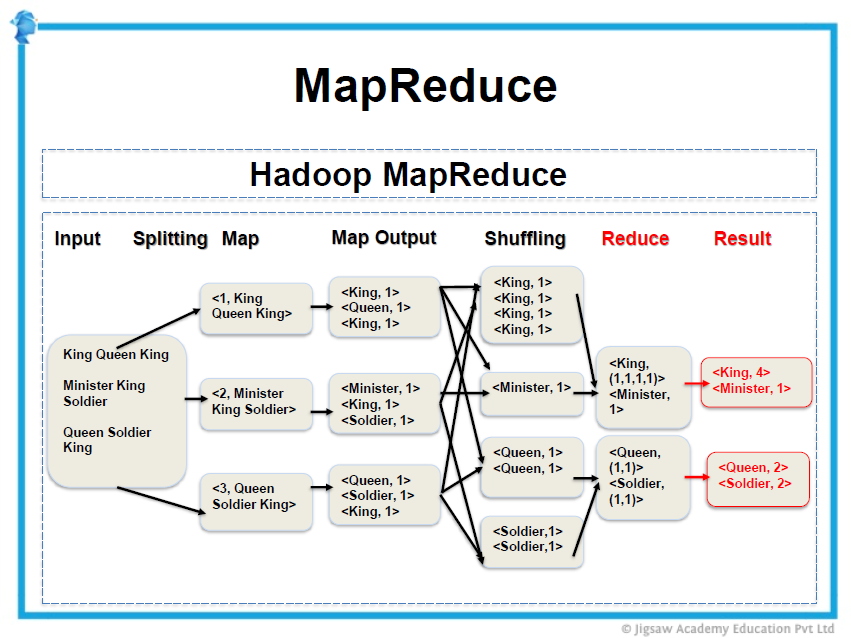 MapReduce
Hadoop MapReduce
Input Splitting Map Map Output Shuffling Reduce Result
King Queen King
Minister King
Soldier
Queen Soldier
King
<1, King
Queen King>
<2, Minister
King Soldier>
<3, Queen
Soldier King>
<King, 1>
<Queen, 1>
<King, 1>
<Minister, 1>
<King, 1>
<Soldier, 1>
<Queen, 1>
<Soldier, 1>
<King, 1>
<King, 1>
<King, 1>
<King, 1>
<King, 1>
<Minister, 1>
<Queen, 1>
<Queen, 1>
<Soldier,1>
<Soldier,1>
<King,
(1,1,1,1)>
<Minister,
1>
<Queen,
(1,1)>
<Soldier,
(1,1)>
<King, 4>
<Minister, 1>
<Queen, 2>
<Soldier, 2>
© Jigsaw Academy Education Pvt Ltd